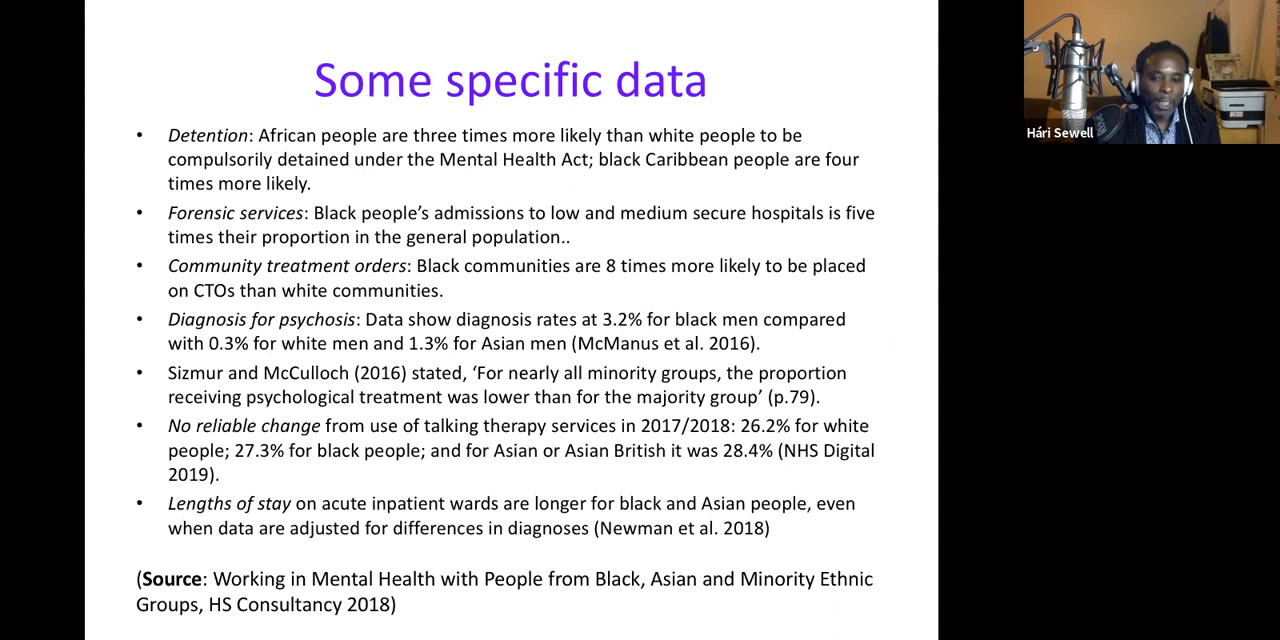 Some specific data
• Detention: African people are three times more likely than white people to be
compulsorily detained under the Mental Health Act; black Caribbean people are four
times more likely.
• Forensic services: Black people’s admissions to low and medium secure hospitals is five
times their proportion in the general population..
• Community treatment orders: Black communities are 8 times more likely to be placed
on CTOs than white communities.
• Diagnosis for psychosis: Data show diagnosis rates at 3.2% for black men compared
with 0.3% for white men and 1.3% for Asian men (McManus et al. 2016).
• Sizmur and McCulloch (2016) stated, ‘For nearly all minority groups, the proportion
receiving psychological treatment was lower than for the majority group’ (p.79).
• No reliable change from use of talking therapy services in 2017/2018: 26.2% for white
people; 27.3% for black people; and for Asian or Asian British it was 28.4% (NHS Digital
2019).
• Lengths of stay on acute inpatient wards are longer for black and Asian people, even
when data are adjusted for differences in diagnoses (Newman et al. 2018)
(Source: Working in Mental Health with People from Black, Asian and Minority Ethnic
Groups, HS Consultancy 2018)
Hári Sewell